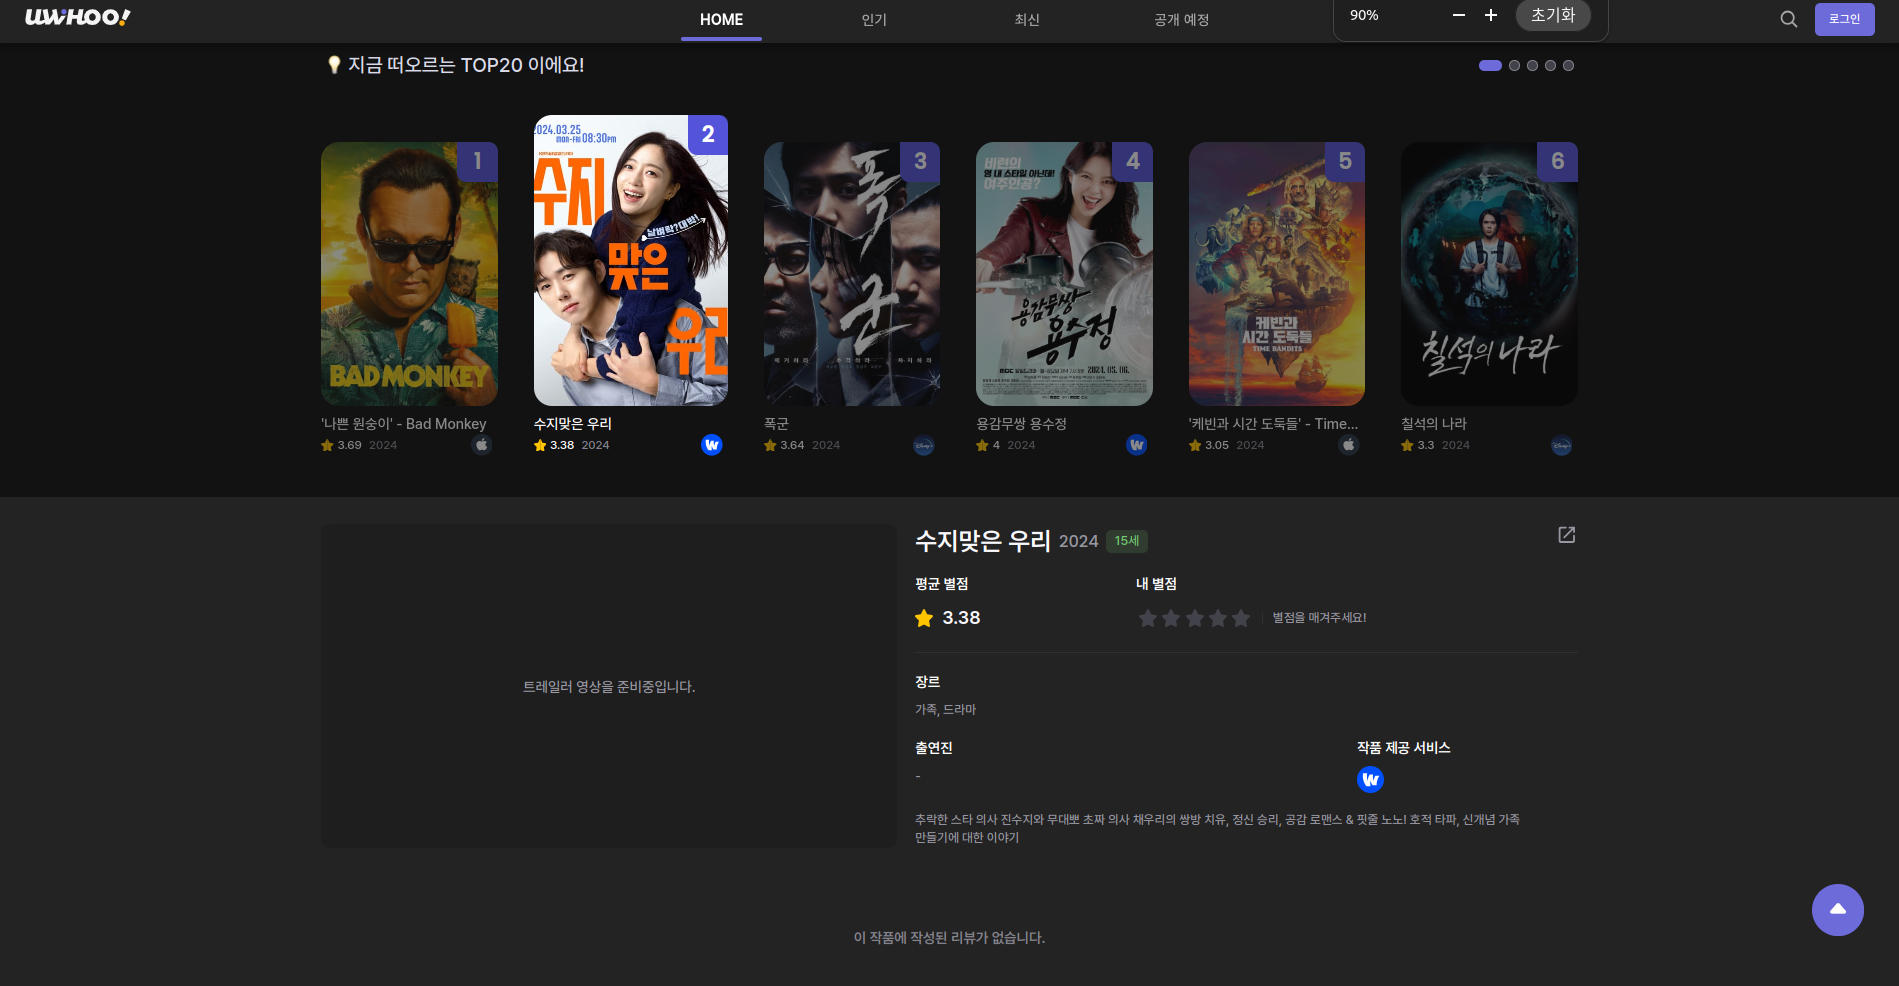 UWHOO!
HOME
인기
최신
공개 예정
90%
초기화
로그인
지금 떠오르는 TOP20 이에요!
1
BAD MONKEY
'나쁜 원숭이' - Bad Monkey
3.69 2024
2
2024.03.25
MON-FRI 08:30PM
수지
날벼락?대박!
맞은
우리
수지맞은 우리
3.38 2024
W
3
폭
군
폭군
3.64 2024
4
비련의
여주인공?
용감무쌍
용수정
2024. 05. 06.
용감무쌍 용수정
4 2024
W
5
케빈과
시간 도둑들
TIME BANDITS
'케빈과 시간 도둑들' - Time...
3.05 2024
6
칠석의 나라
칠석의 나라
3.3 2024
트레일러 영상을 준비중입니다.
수지맞은 우리 2024 15세
평균 별점
3.38
내 별점
별점을 매겨주세요!
장르
가족, 드라마
출연진
-
작품 제공 서비스
W
추락한 스타 의사 진수지와 무대뽀 초짜 의사 채우리의 쌍방 치유, 정신 승리, 공감 로맨스 & 핏줄 노노! 호적 타파, 신개념 가족
만들기에 대한 이야기
이 작품에 작성된 리뷰가 없습니다.